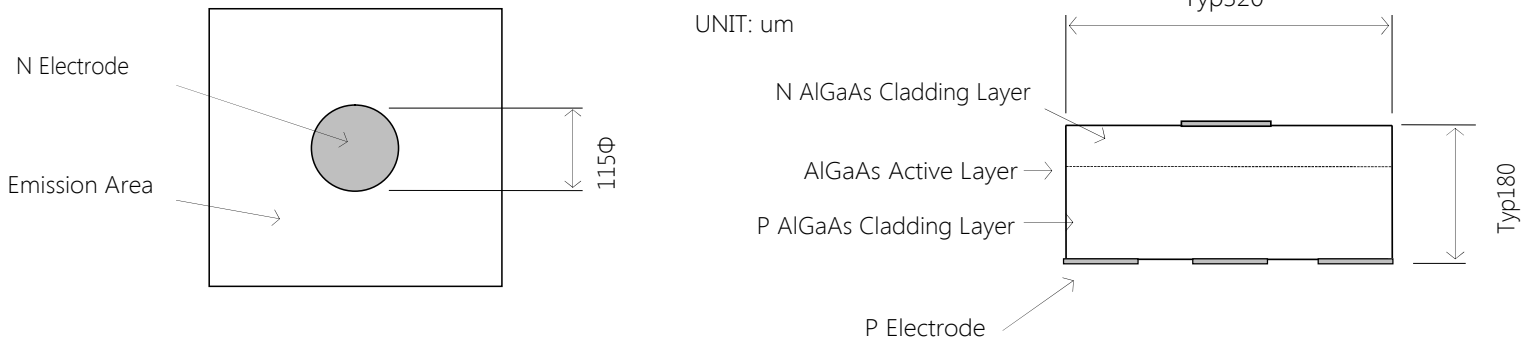 N Electrode
Emission Area
115Φ
UNIT: um
N AlGaAs Cladding Layer
AlGaAs Active Layer
P AlGaAs Cladding Layer
P Electrode
Typ180